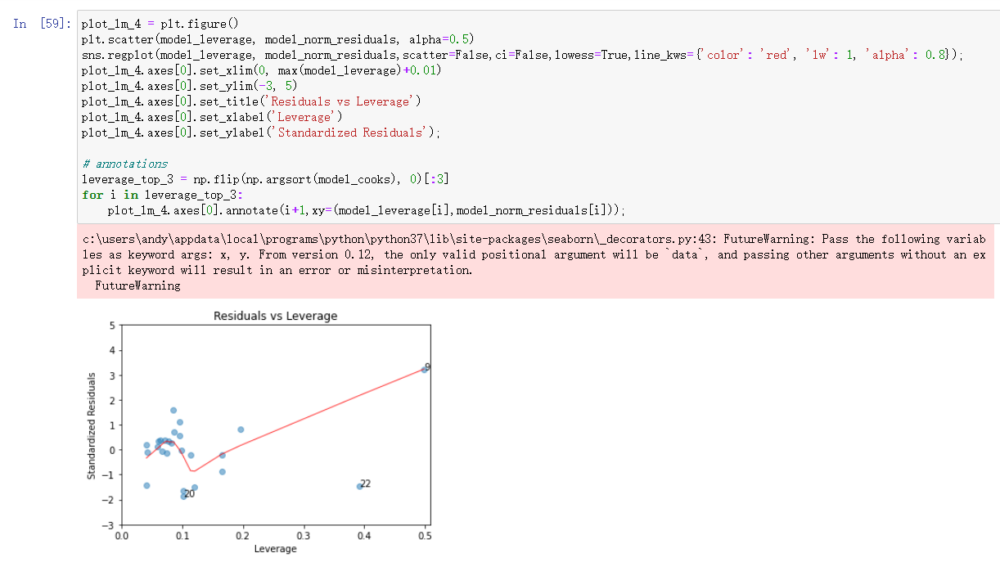 In [59]:
plot_lm_4 = plt.figure()
plt.scatter(model_leverage, model_norm_residuals, alpha=0.5)
sns.regplot(model_leverage, model_norm_residuals,scatter=False,ci=False,lowess=True,line_kws={'color': 'red', 'lw': 1, 'alpha': 0.8});
plot_lm_4.axes[0].set_xlim(0, max(model_leverage)+0.01)
plot_lm_4.axes[0].set_ylim(-3, 5)
plot_lm_4.axes[0].set_title('Residuals vs Leverage')
plot_lm_4.axes[0].set_xlabel('Leverage')
plot_lm_4.axes[0].set_ylabel('Standardized Residuals');
# annotations
leverage_top_3 = np.flip(np.argsort(model_cooks), 0)[:3]
for i in leverage_top_3:
    plot_lm_4.axes[0].annotate(i+1,xy=(model_leverage[i],model_norm_residuals[i]));
c:\users\andy\appdata\local\programs\python\python37\lib\site-packages\seaborn\_decorators.py:43: FutureWarning: Pass the following variab
les as keyword args: x, y. From version 0.12, the only valid positional argument will be `data`, and passing other arguments without an ex
plicit keyword will result in an error or misinterpretation.
  FutureWarning
Residuals vs Leverage
5
4
3
2
1
0
−1
−2
−3
Standardized Residuals
9
22
20
0.0 0.1 0.2 0.3 0.4 0.5
Leverage